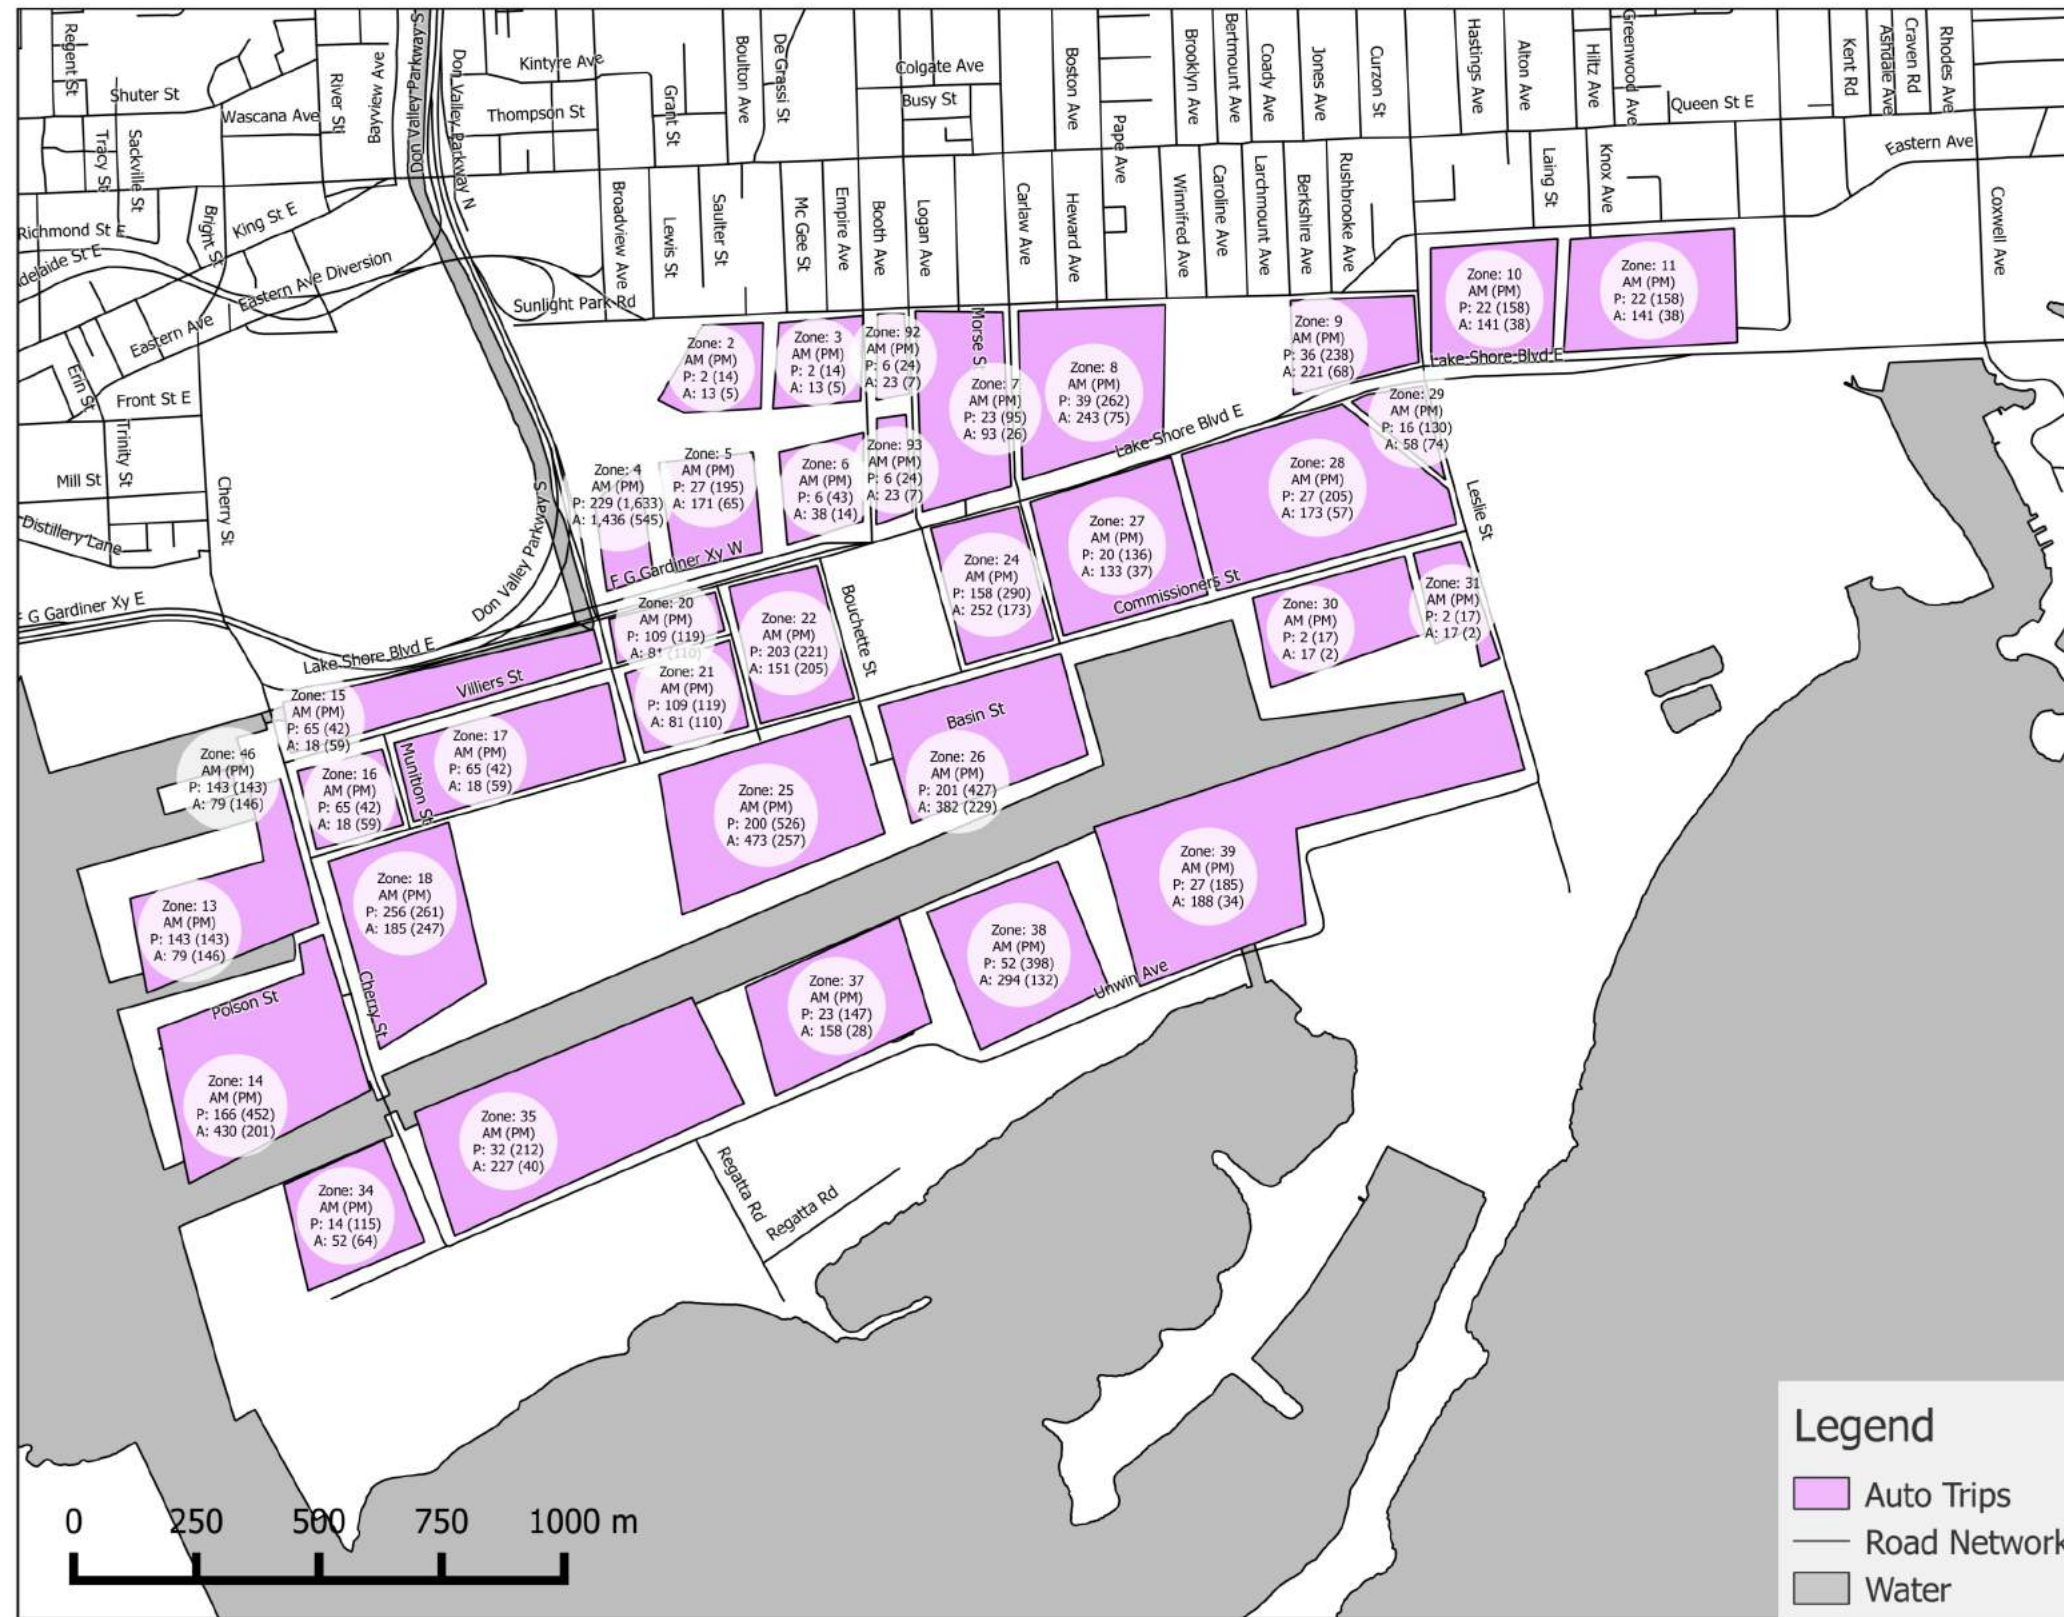 S Parkway
Don Valley Parkway
Don
Regent St
Shuter St
Wascana Ave
River St
Bayview Ave
Don Valley Parkway N
Kintyre Ave
Thompson St
Grant St
Boulton Ave
De Grassi St
Colgate Ave
Busy St
Boston Ave
Pape Ave
Brooklyn Ave
Bertmount Ave
Coady Ave
Jones Ave
Curzon St
Hastings Ave
Alton Ave
Hiltz Ave
Greenwood Ave
Queen St E
Kent Rd
Ashdale Ave
Craven Rd
Rhodes Ave
Eastern Ave
Tracy St
Sackville St
Bright St
King St E
Richmond St E
delaide St E
Eastern Ave Diversion
Eastern Ave
Broadview Ave
Lewis St
Saulter St
Mc Gee St
Empire Ave
Booth Ave
Logan Ave
Carlaw Ave
Heward Ave
Winnifred Ave
Caroline Ave
Larchmount Ave
Berkshire Ave
Rushbrooke Ave
Laing St
Knox Ave
Coxwell Ave
Sunlight Park Rd
Morse St
Erin St
Front St E
Trinity St
Mill St
Distillery Lane
Cherry St
Don Valley Parkway S
F G Gardiner Xy E
F G Gardiner Xy W
Lake Shore Blvd E
Lake Shore Blvd E
Lake Shore Blvd E
Leslie St
Commissioners St
Bouchette St
Villiers St
Munition St
Basin St
Cherry St
Polson St
Unwin Ave
Regatta Rd
Regatta Rd
Zone: 2
AM (PM)
P: 2 (14)
A: 13 (5)
Zone: 3
AM (PM)
P: 2 (14)
A: 13 (5)
Zone: 92
AM (PM)
P: 6 (24)
A: 23 (7)
Zone: 7
AM (PM)
P: 23 (95)
A: 93 (26)
Zone: 8
AM (PM)
P: 39 (262)
A: 243 (75)
Zone: 9
AM (PM)
P: 36 (238)
A: 221 (68)
Zone: 10
AM (PM)
P: 22 (158)
A: 141 (38)
Zone: 11
AM (PM)
P: 22 (158)
A: 141 (38)
Zone: 4
AM (PM)
P: 229 (1,633)
A: 1,436 (545)
Zone: 5
AM (PM)
P: 27 (195)
A: 171 (65)
Zone: 6
AM (PM)
P: 6 (43)
A: 38 (14)
Zone: 93
AM (PM)
P: 6 (24)
A: 23 (7)
Zone: 29
AM (PM)
P: 16 (130)
A: 58 (74)
Zone: 28
AM (PM)
P: 27 (205)
A: 173 (57)
Zone: 27
AM (PM)
P: 20 (136)
A: 133 (37)
Zone: 24
AM (PM)
P: 158 (290)
A: 252 (173)
Zone: 20
AM (PM)
P: 109 (119)
A: 81 (110)
Zone: 22
AM (PM)
P: 203 (221)
A: 151 (205)
Zone: 30
AM (PM)
P: 2 (17)
A: 17 (2)
Zone: 31
AM (PM)
P: 2 (17)
A: 17 (2)
Zone: 21
AM (PM)
P: 109 (119)
A: 81 (110)
Zone: 15
AM (PM)
P: 65 (42)
A: 18 (59)
Zone: 46
AM (PM)
P: 143 (143)
A: 79 (146)
Zone: 16
AM (PM)
P: 65 (42)
A: 18 (59)
Zone: 17
AM (PM)
P: 65 (42)
A: 18 (59)
Zone: 25
AM (PM)
P: 200 (526)
A: 473 (257)
Zone: 26
AM (PM)
P: 201 (427)
A: 382 (229)
Zone: 18
AM (PM)
P: 256 (261)
A: 185 (247)
Zone: 13
AM (PM)
P: 143 (143)
A: 79 (146)
Zone: 39
AM (PM)
P: 27 (185)
A: 188 (34)
Zone: 38
AM (PM)
P: 52 (398)
A: 294 (132)
Zone: 37
AM (PM)
P: 23 (147)
A: 158 (28)
Zone: 14
AM (PM)
P: 166 (452)
A: 430 (201)
Zone: 35
AM (PM)
P: 32 (212)
A: 227 (40)
Zone: 34
AM (PM)
P: 14 (115)
A: 52 (64)
0 250 500 750 1000 m
Legend
Auto Trips
Road Network
Water